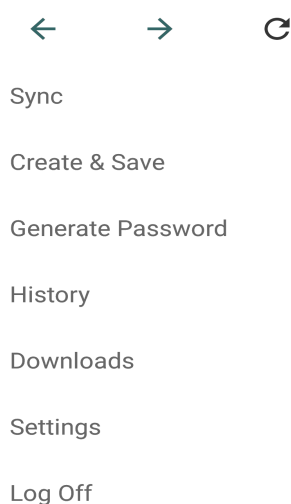 Sync
Create & Save
Generate Password
History
Downloads
Settings
Log Off